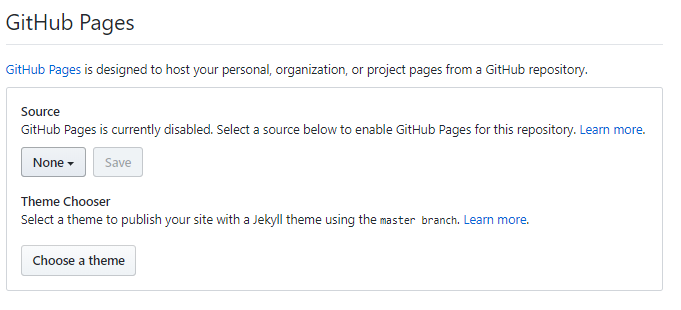 GitHub Pages
GitHub Pages is designed to host your personal, organization, or project pages from a GitHub repository.
Source
GitHub Pages is currently disabled. Select a source below to enable GitHub Pages for this repository. Learn more.
None Save
Theme Chooser
Select a theme to publish your site with a Jekyll theme using the master branch. Learn more.
Choose a theme